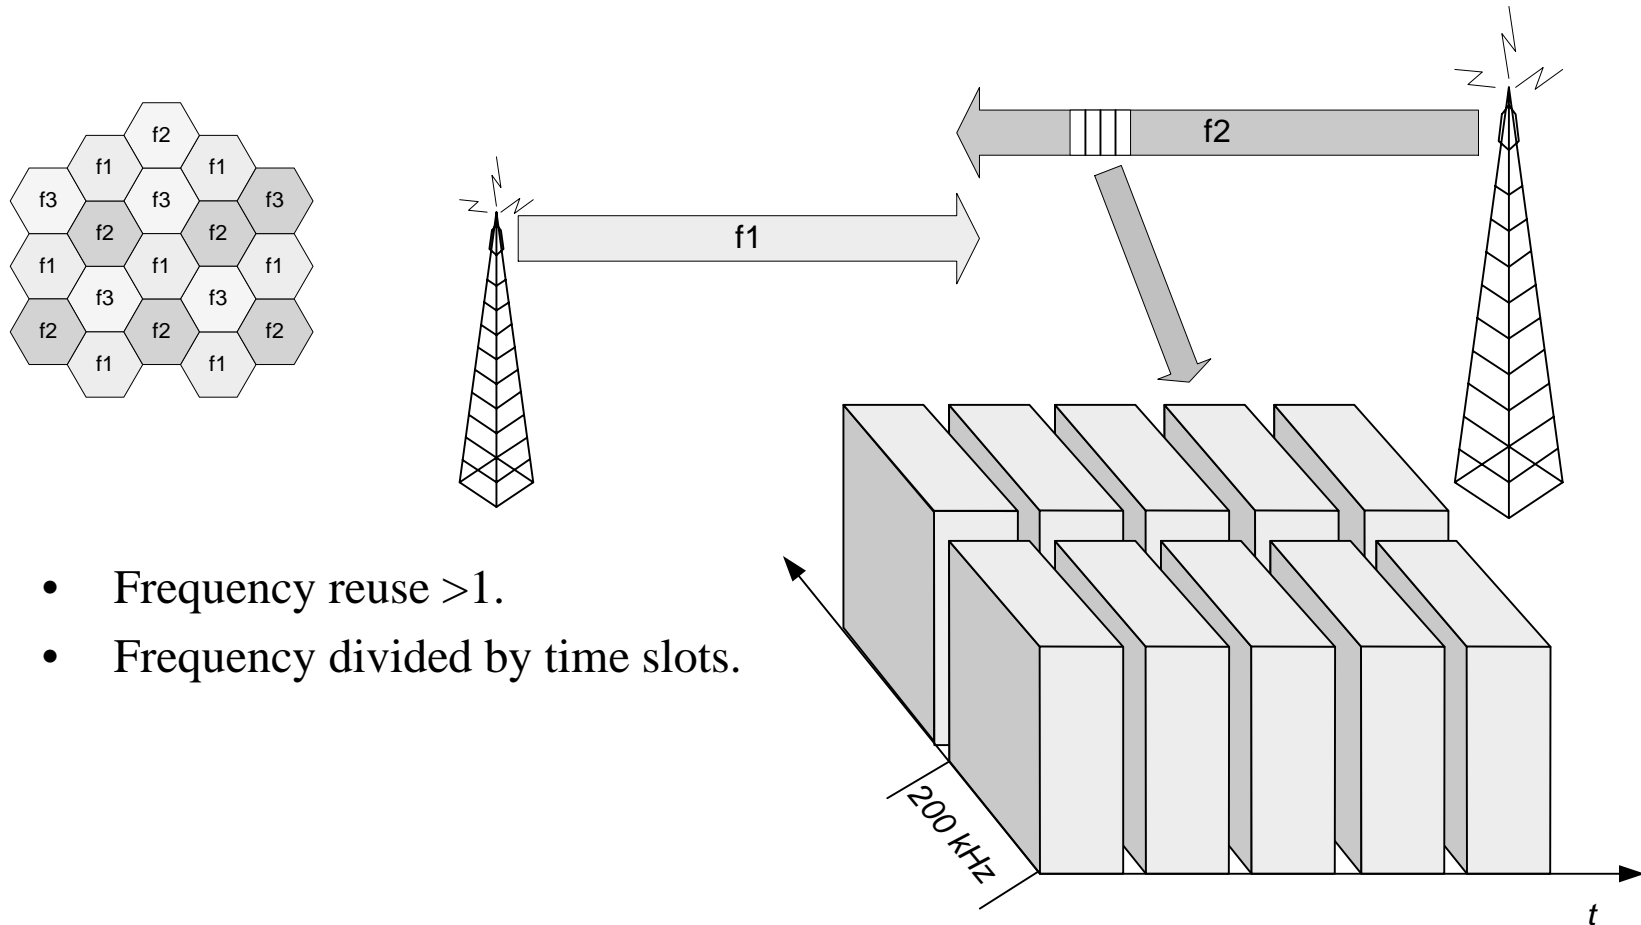 f2
f1 f1
f3 f3 f3
f2 f2
f1 f1 f1
f3 f3
f2 f2 f2
f1 f1
f2
f1
• Frequency reuse >1.
• Frequency divided by time slots.
200 kHz
t